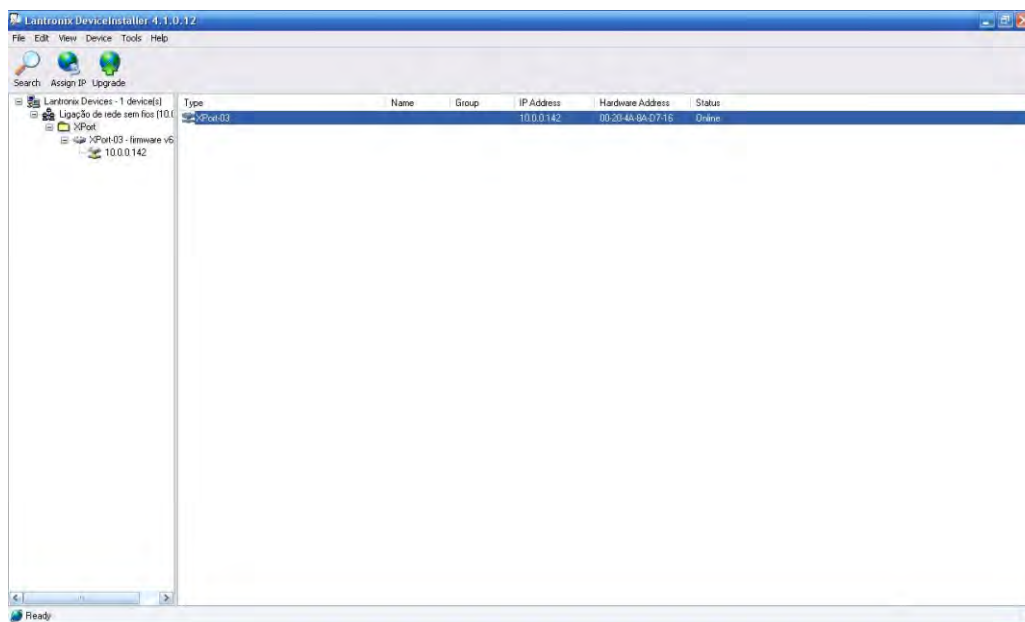 Lantronix DeviceInstaller 4.1.0.12
File Edit View Device Tools Help
Search Assign IP Upgrade
Lantronix Devices - 1 device(s)
Ligação de rede sem fios (10.(
XPort
XPort-03 - firmware v6
10.0.0.142
Type Name Group IP Address Hardware Address Status
XPort-03 10.0.0.142 00-20-4A-8A-D7-16 Online
Ready